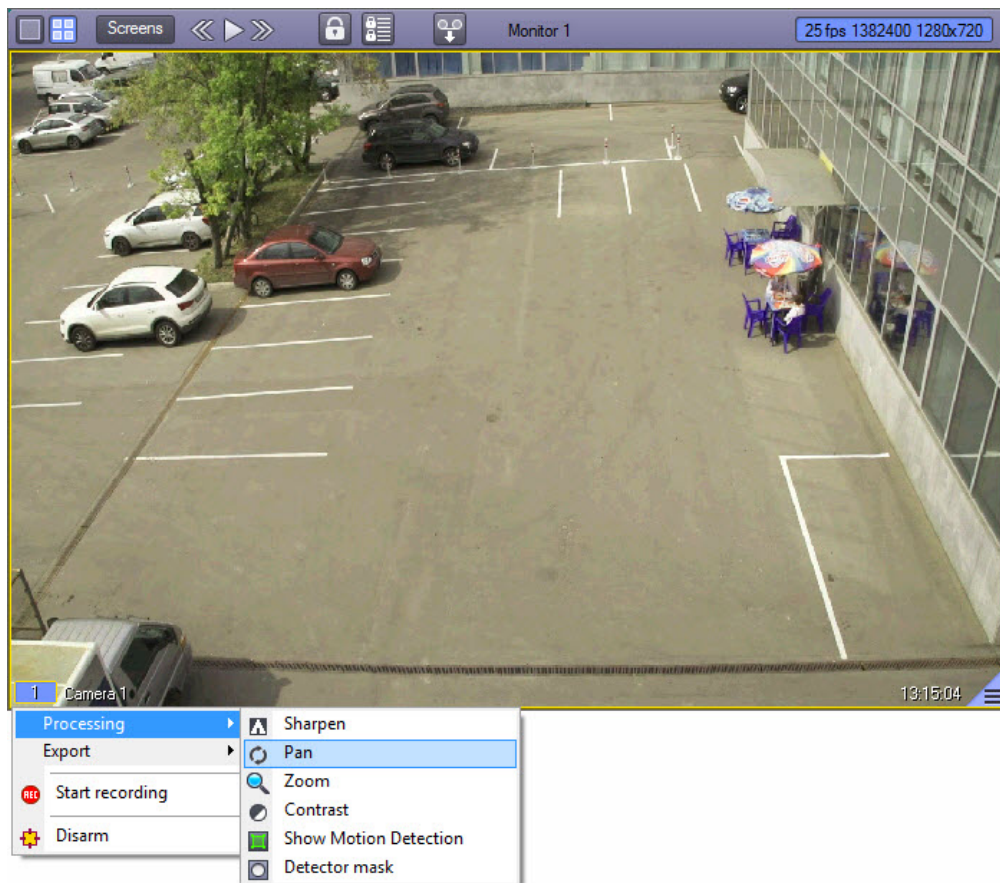 Screens
Monitor 1
25 fps 1382400 1280x720
1 Camera 1
13:15:04
Processing
Export
REC Start recording
Disarm
Sharpen
Pan
Zoom
Contrast
Show Motion Detection
Detector mask